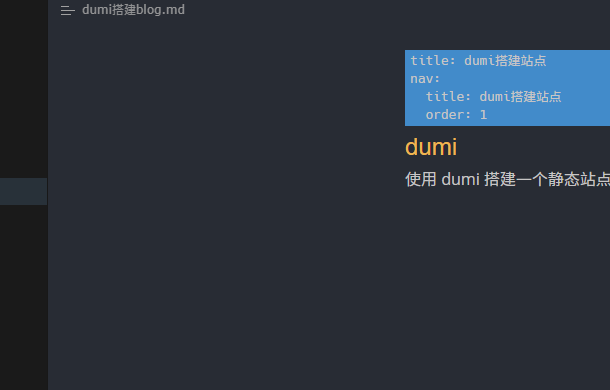 dumi搭建blog.md
title: dumi搭建站点
nav:
  title: dumi搭建站点
  order: 1
dumi
使用 dumi 搭建一个静态站点